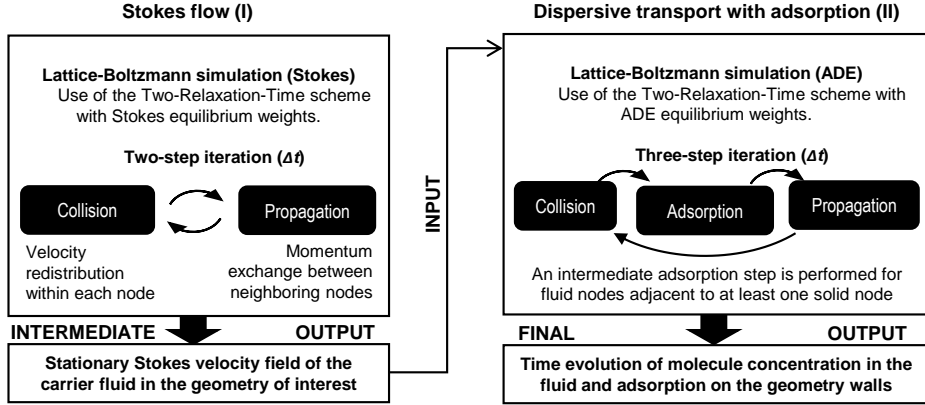 Stokes flow (I)
Lattice-Boltzmann simulation (Stokes)
Use of the Two-Relaxation-Time scheme
with Stokes equilibrium weights.
Two-step iteration (Δt)
Collision
Propagation
Velocity
redistribution
within each node
Momentum
exchange between
neighboring nodes
INTERMEDIATE OUTPUT
Stationary Stokes velocity field of the
carrier fluid in the geometry of interest
INPUT
Dispersive transport with adsorption (II)
Lattice-Boltzmann simulation (ADE)
Use of the Two-Relaxation-Time scheme with
ADE equilibrium weights.
Three-step iteration (Δt)
Collision
Adsorption
Propagation
An intermediate adsorption step is performed for
fluid nodes adjacent to at least one solid node
FINAL OUTPUT
Time evolution of molecule concentration in the
fluid and adsorption on the geometry walls